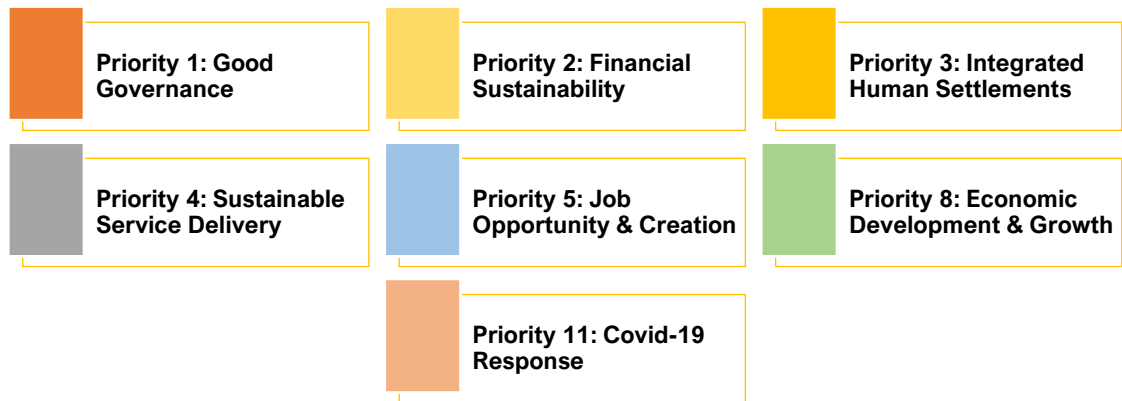 Priority 1: Good
Governance
Priority 2: Financial
Sustainability
Priority 3: Integrated
Human Settlements
Priority 4: Sustainable
Service Delivery
Priority 5: Job
Opportunity & Creation
Priority 8: Economic
Development & Growth
Priority 11: Covid-19
Response